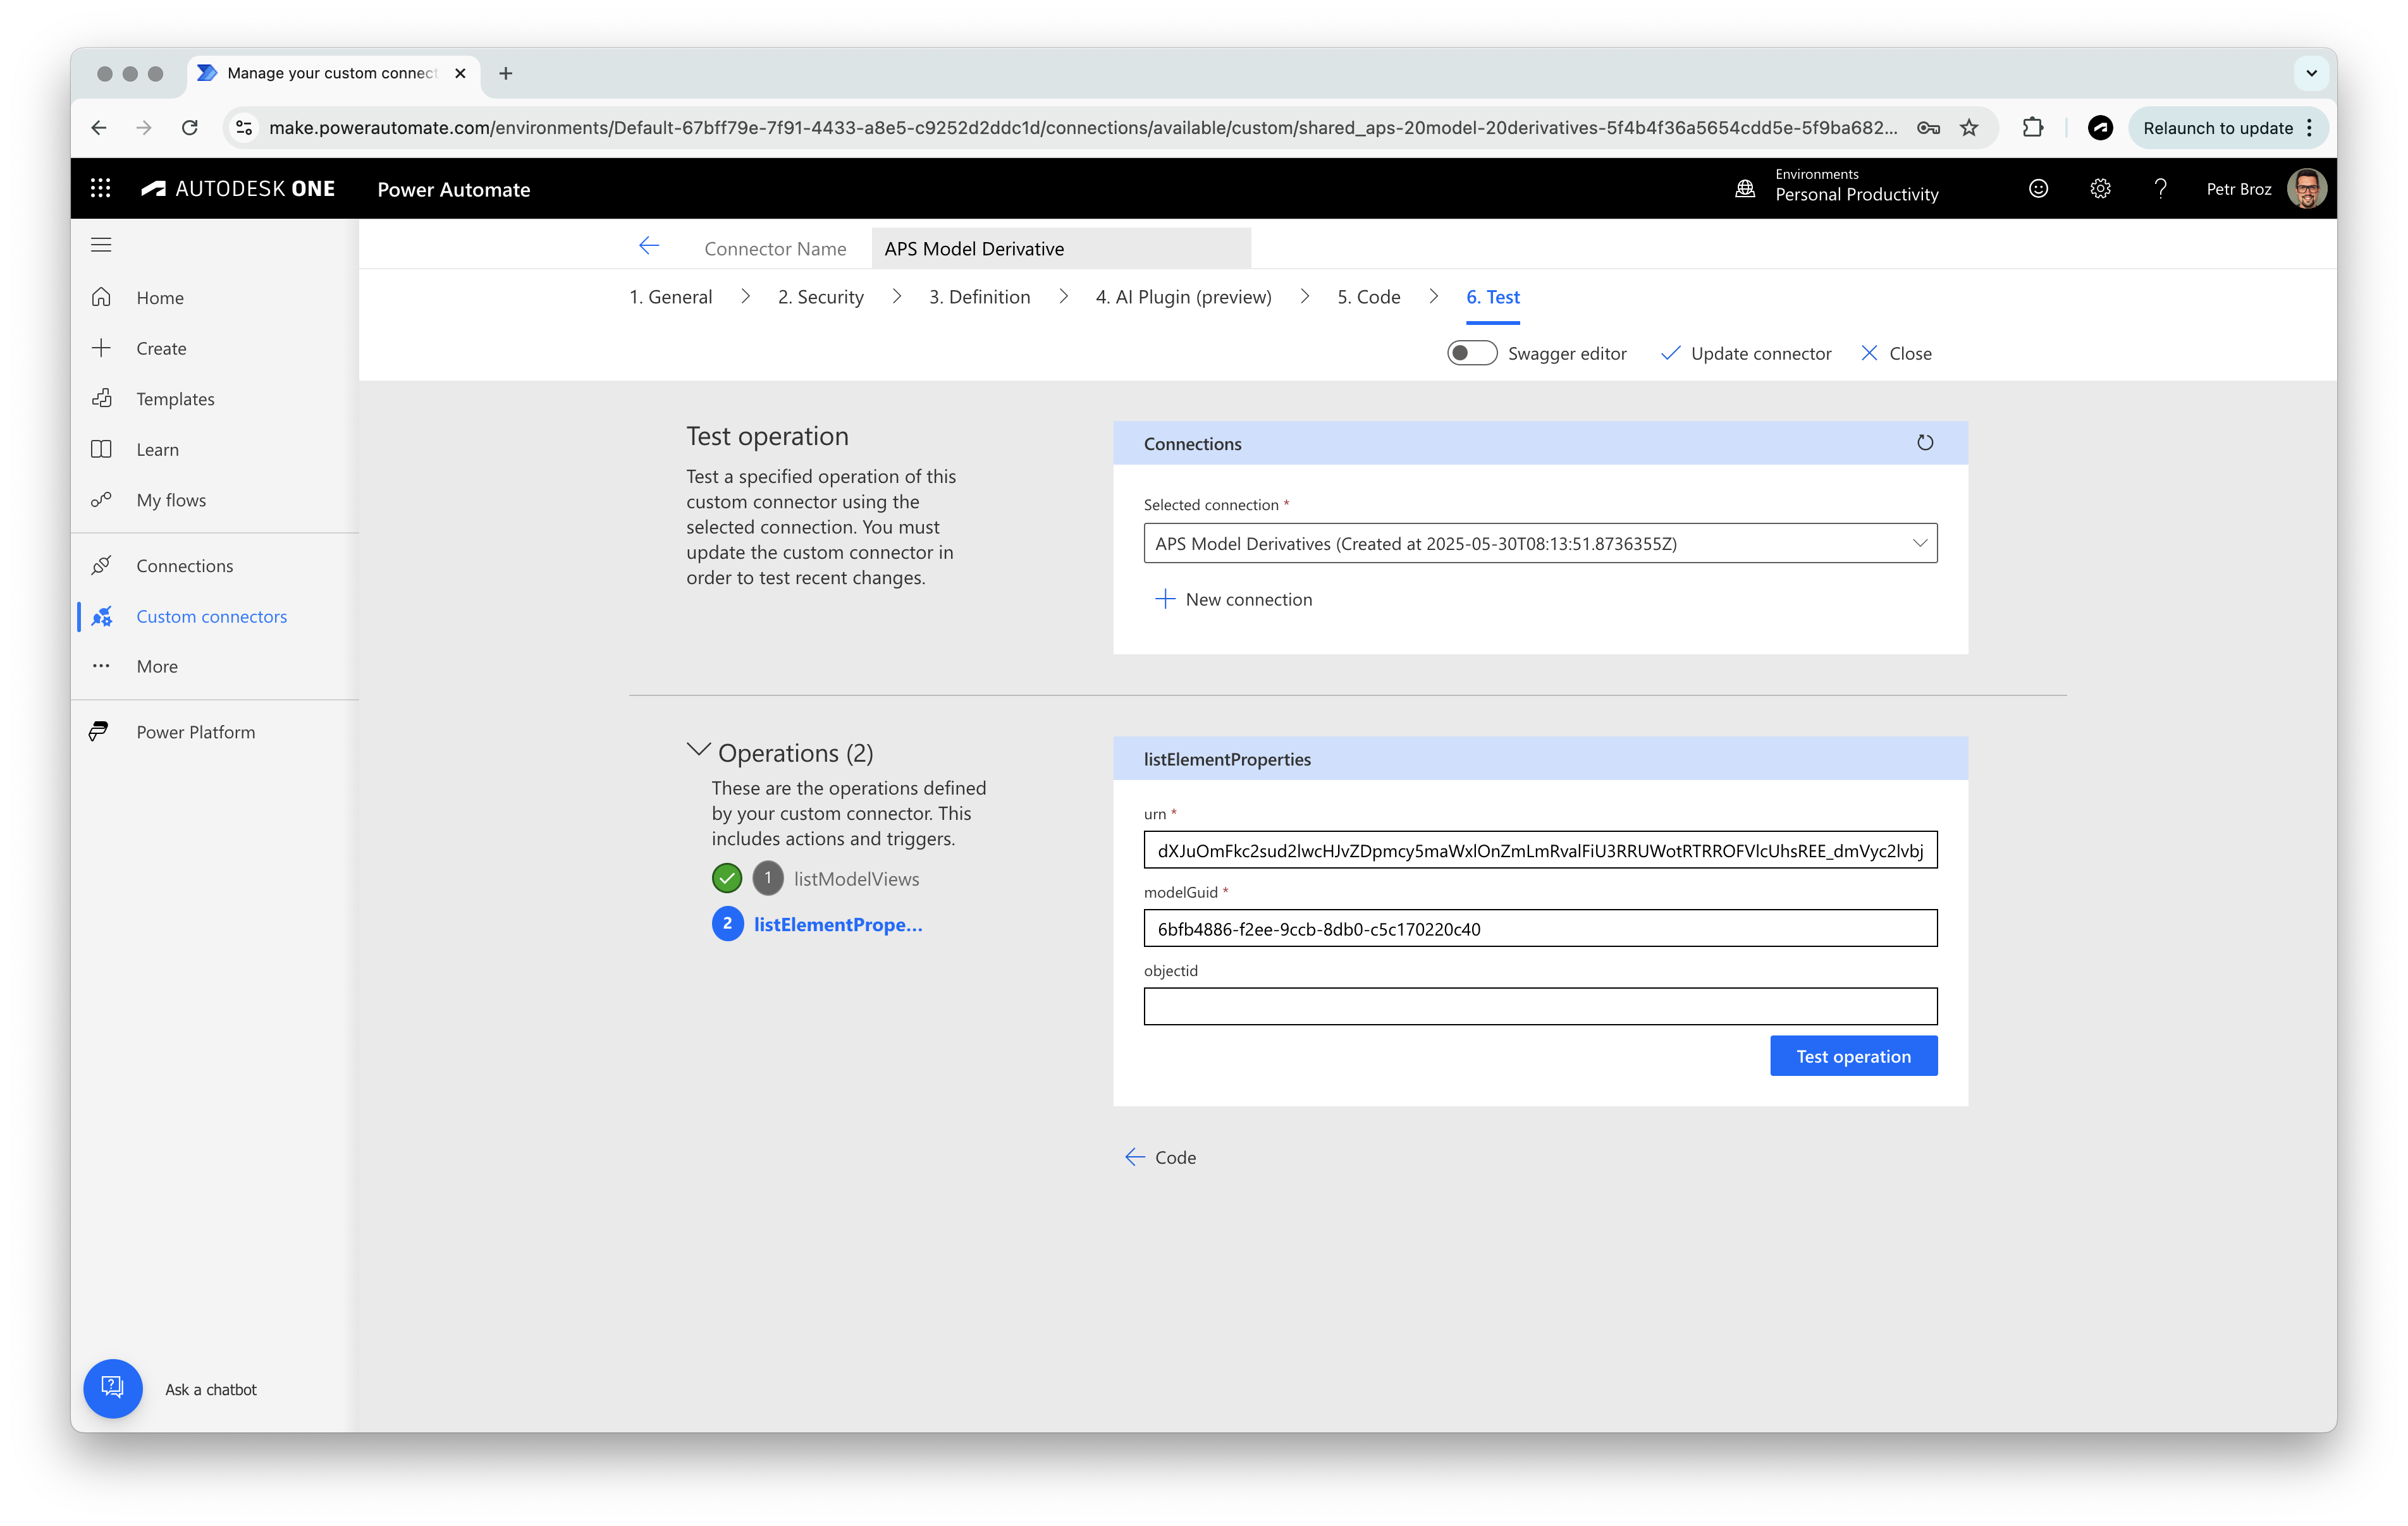 Manage your custom connect
make.powerautomate.com/environments/Default-67bff79e-7f91-4433-a8e5-c9252d2ddc1d/connections/available/custom/shared_aps-20model-20derivatives-5f4b4f36a5654cdd5e-5f9ba682...
Relaunch to update
AUTODESK ONE
Power Automate
Environments
Personal Productivity
Petr Broz
Home
Create
Templates
Learn
My flows
Connections
Custom connectors
More
Power Platform
Ask a chatbot
Connector Name
APS Model Derivative
1. General
2. Security
3. Definition
4. AI Plugin (preview)
5. Code
6. Test
Swagger editor
Update connector
Close
Test operation
Test a specified operation of this
custom connector using the
selected connection. You must
update the custom connector in
order to test recent changes.
Connections
Selected connection *
APS Model Derivatives (Created at 2025-05-30T08:13:51.8736355Z)
New connection
Operations (2)
These are the operations defined
by your custom connector. This
includes actions and triggers.
1 listModelViews
2 listElementPrope...
listElementProperties
urn *
dXJuOmFkc2sud2lwcHJvZDpmcy5maWxlOnZmLmRvalFiU3RRUWotRTRROFVlcUhsREE_dmVyc2lvbj
modelGuid *
6bfb4886-f2ee-9ccb-8db0-c5c170220c40
objectid
Test operation
Code